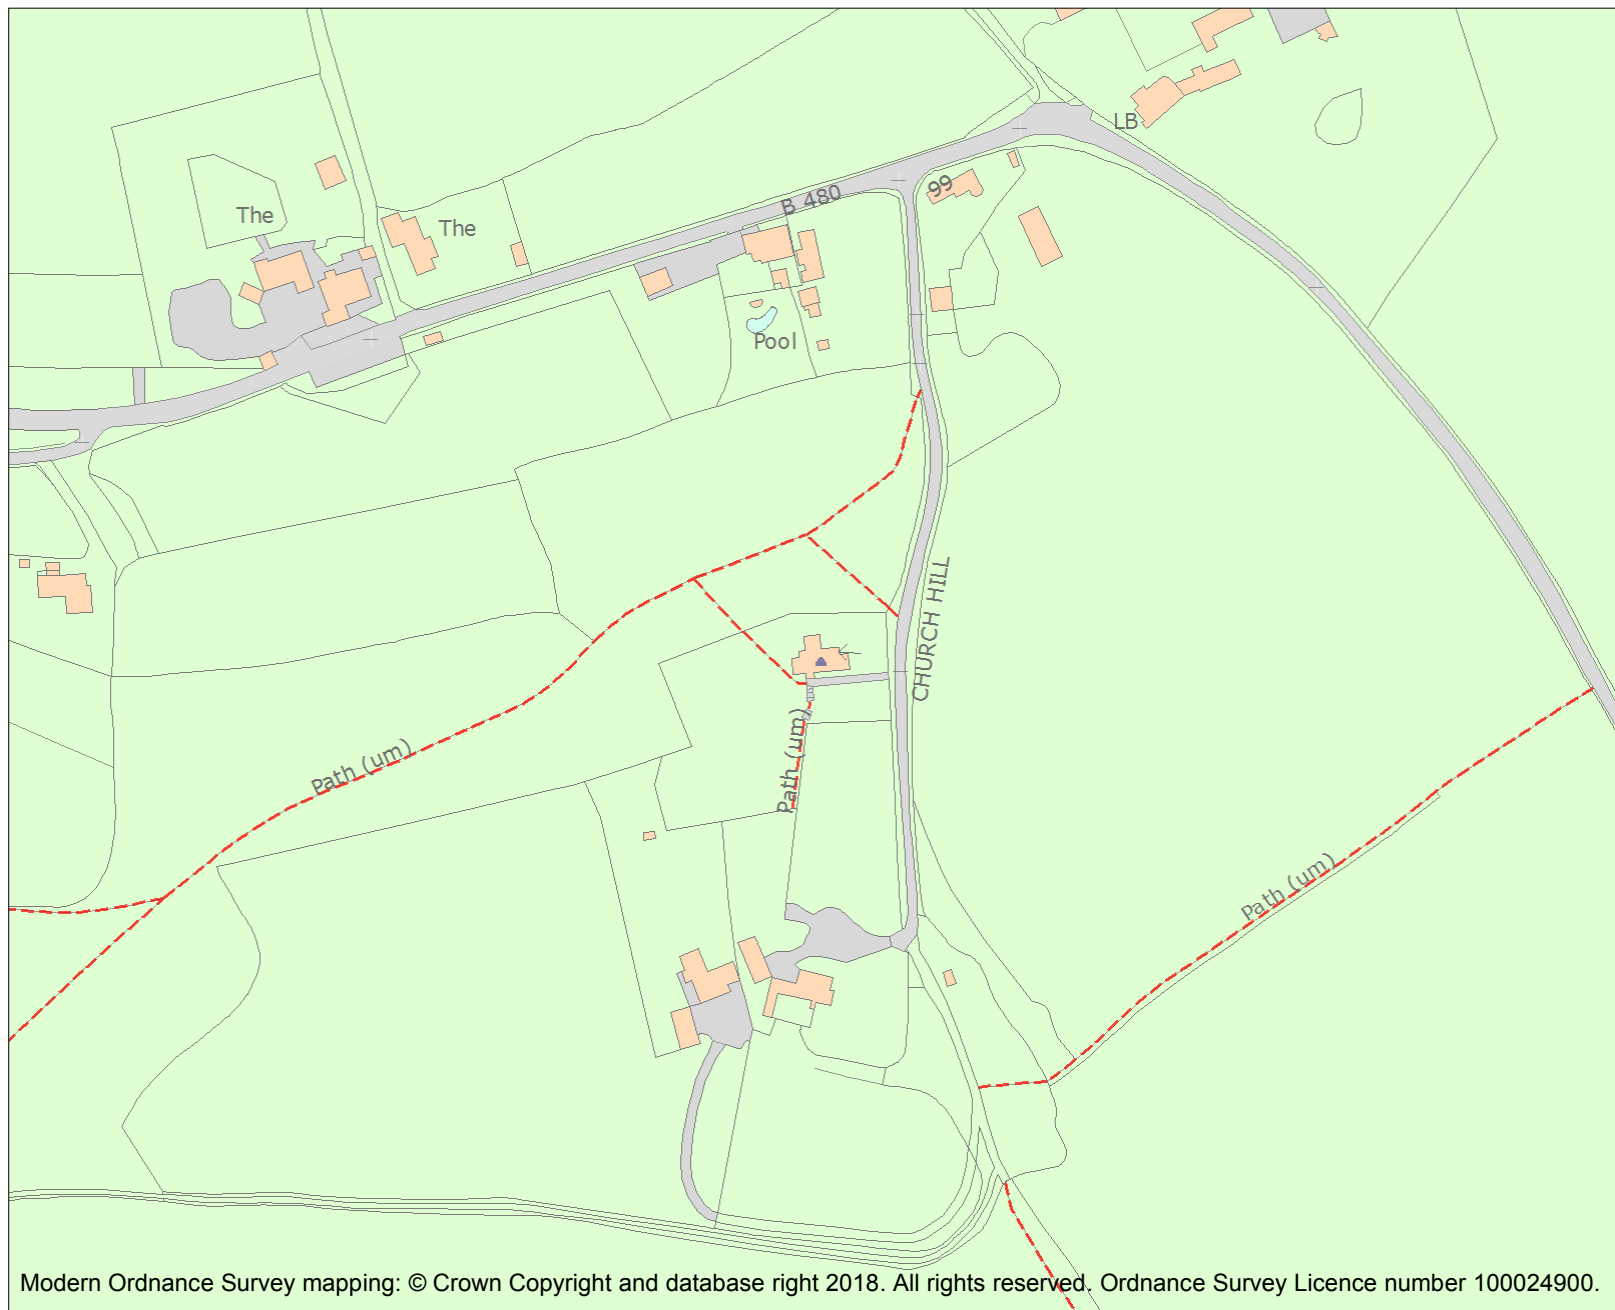 LB
99
B 480
The
The
Pool
CHURCH HILL
Path (um)
Path (um)
Path (um)
Modern Ordnance Survey mapping: © Crown Copyright and database right 2018. All rights reserved. Ordnance Survey Licence number 100024900.